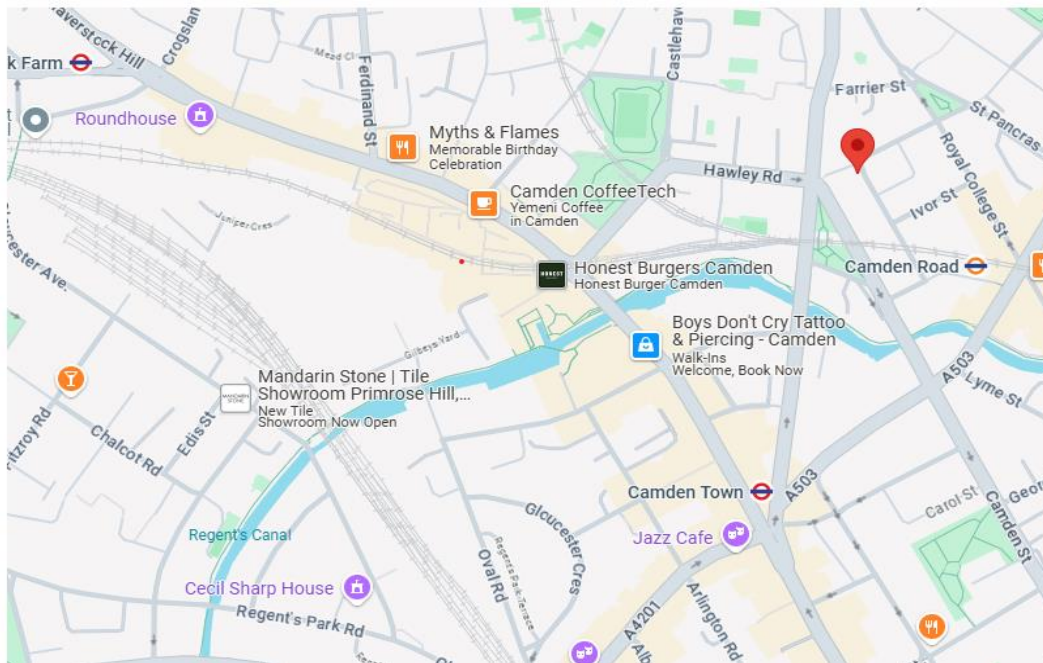 averstock Hill
Crogsland
k Farm
Mead Cl
Ferdinand St
Castlehaven
Farrier St
St Pancras
Roundhouse
Myths & Flames
Memorable Birthday
Celebration
Hawley Rd
Royal College St
Camden CoffeeTech
Yemeni Coffee
in Camden
Ivor St
Juniper Cres
Honest Burgers Camden
Honest Burger Camden
HONEST
Camden Road
cester Ave.
Boys Don't Cry Tattoo
& Piercing - Camden
Walk-Ins
Welcome, Book Now
Gilbeys Yard
A503
Lyme St
Mandarin Stone | Tile
Showroom Primrose Hill,...
New Tile
Showroom Now Open
MANDARIN
STONE
Edis St
itzroy Rd
Chalcot Rd
Camden Town
A503
Carol St
Geor
Camden St
Gloucester Cres
Regent's Canal
Jazz Cafe
Oval Rd
Regent's Park Terrace
Cecil Sharp House
Regent's Park Rd
Arlington Rd
A4201
Alb